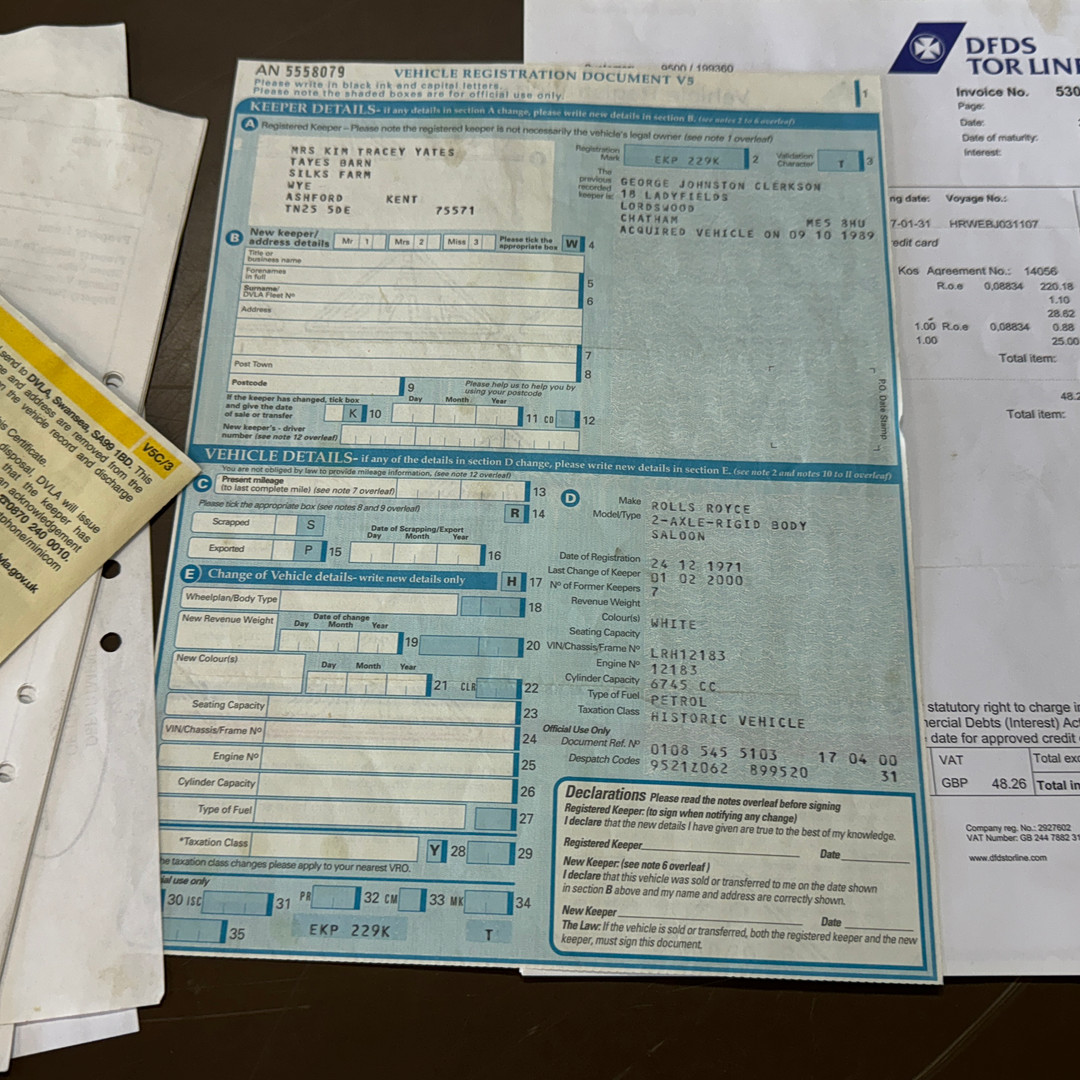 AN 5558079
VEHICLE REGISTRATION DOCUMENT V5
1
Please write in black ink and capital letters.
Please note the shaded boxes are for official use only.
KEEPER DETAILS- if any details in section A change, please write new details in section B. (see notes 2 to 6 overleaf)
A Registered Keeper - Please note the registered keeper is not necessarily the vehicle's legal owner (see note 1 overleaf)
MRS KIM TRACEY YATES
TAYES BARN
SILKS FARM
WYE
ASHFORD KENT
TN25 5DE 75571
Registration Mark EKP 229K 2 Validation Character T 3
The previous recorded keeper is:
GEORGE JOHNSTON CLERKSON
18 LADYFIELDS
LORDSWOOD
CHATHAM ME5 8HU
ACQUIRED VEHICLE ON 09 10 1989
B New keeper/ address details Mr 1 Mrs 2 Miss 3 Please tick the appropriate box W 4
Title or business name
Forenames in full 5
Surname/ DVLA Fleet Nº 6
Address
7
Post Town 8
Postcode 9
Please help us to help you by using your postcode
If the keeper has changed, tick box and give the date of sale or transfer K 10 Day Month Year 11 CO 12
New keeper's - driver number (see note 12 overleaf)
P.O. Date Stamp
VEHICLE DETAILS- if any of the details in section D change, please write new details in section E. (see note 2 and notes 10 to 11 overleaf)
You are not obliged by law to provide mileage information, (see note 12 overleaf)
C Present mileage (to last complete mile) (see note 7 overleaf) 13
Please tick the appropriate box (see notes 8 and 9 overleaf) R 14
Scrapped S
Date of Scrapping/Export
Day Month Year
Exported P 15 16
E Change of Vehicle details- write new details only H 17
Wheelplan/Body Type 18
New Revenue Weight Date of change
Day Month Year 19 20
New Colour(s) Day Month Year 21 CLR 22
Seating Capacity 23
VIN/Chassis/Frame Nº 24
Engine Nº 25
Cylinder Capacity 26
Type of Fuel 27
*Taxation Class Y 28 29
taxation class changes please apply to your nearest VRO.
use only
30 ISC 31 PR 32 CM 33 MK 34
35 EKP 229K T
D Make ROLLS ROYCE
Model/Type 2-AXLE-RIGID BODY
SALOON
Date of Registration 24 12 1971
Last Change of Keeper 01 02 2000
Nº of Former Keepers 7
Revenue Weight
Colour(s) WHITE
Seating Capacity
VIN/Chassis/Frame Nº LRH12183
Engine Nº 12183
Cylinder Capacity 6745 CC
Type of Fuel PETROL
Taxation Class HISTORIC VEHICLE
Official Use Only
Document Ref. Nº 0108 545 5103 17 04 00
Despatch Codes 9521Z062 899520 31
Declarations Please read the notes overleaf before signing
Registered Keeper: (to sign when notifying any change)
I declare that the new details I have given are true to the best of my knowledge.
Registered Keeper Date
New Keeper: (see note 6 overleaf)
I declare that this vehicle was sold or transferred to me on the date shown
in section B above and my name and address are correctly shown.
New Keeper Date
The Law: If the vehicle is sold or transferred, both the registered keeper and the new
keeper, must sign this document.
send to DVLA, Swansea, SA99 1BD. This
and address are removed from the
the vehicle record and discharge
Certificate.
disposal, DVLA will issue
that the keeper has
acknowledgement
0870 240 0010.
V5C/3
DFDS
TOR LINE
Invoice No. 530
Page:
Date:
Date of maturity:
Interest:
ng date: Voyage No.:
7-01-31 HRWEBJ031107
edit card
Kos Agreement No.: 14056
R.o.e 0,08834 220.18
1.10
28.62
1.00 R.o.e 0,08834 0.88
1.00 25.00
Total item:
48.2
Total item:
statutory right to charge
Debts (Interest) Act
date for approved credit
VAT Total
GBP 48.26 Total in
Company reg. No.: 2927602
VAT Number: GB 244 7882 31
www.dfdstorline.com